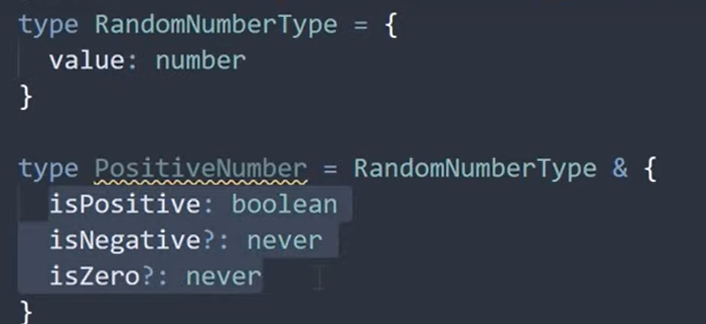 type RandomNumberType = {
  value: number
}
type PositiveNumber = RandomNumberType & {
  isPositive: boolean
  isNegative?: never
  isZero?: never
}